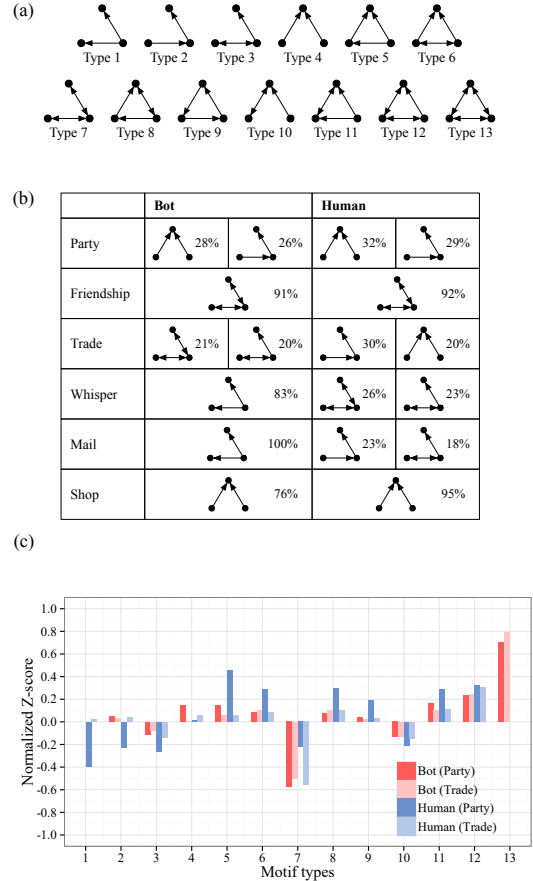 (a)
Type 1 Type 2 Type 3 Type 4 Type 5 Type 6
Type 7 Type 8 Type 9 Type 10 Type 11 Type 12 Type 13
(b)
Bot Human
Party 28% 26% 32% 29%
Friendship 91% 92%
Trade 21% 20% 30% 20%
Whisper 83% 26% 23%
Mail 100% 23% 18%
Shop 76% 95%
(c)
Normalized Z-score
1.0
0.8
0.6
0.4
0.2
0.0
-0.2
-0.4
-0.6
-0.8
-1.0
Bot (Party)
Bot (Trade)
Human (Party)
Human (Trade)
1 2 3 4 5 6 7 8 9 10 11 12 13
Motif types